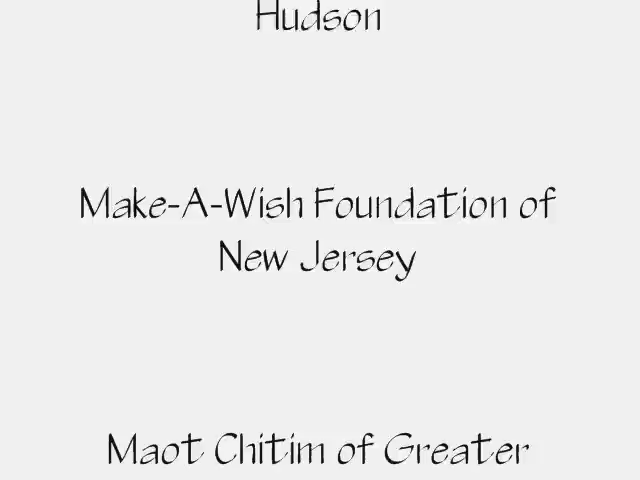 Hudson
Make-A-Wish Foundation of
New Jersey
Maot Chitim of Greater